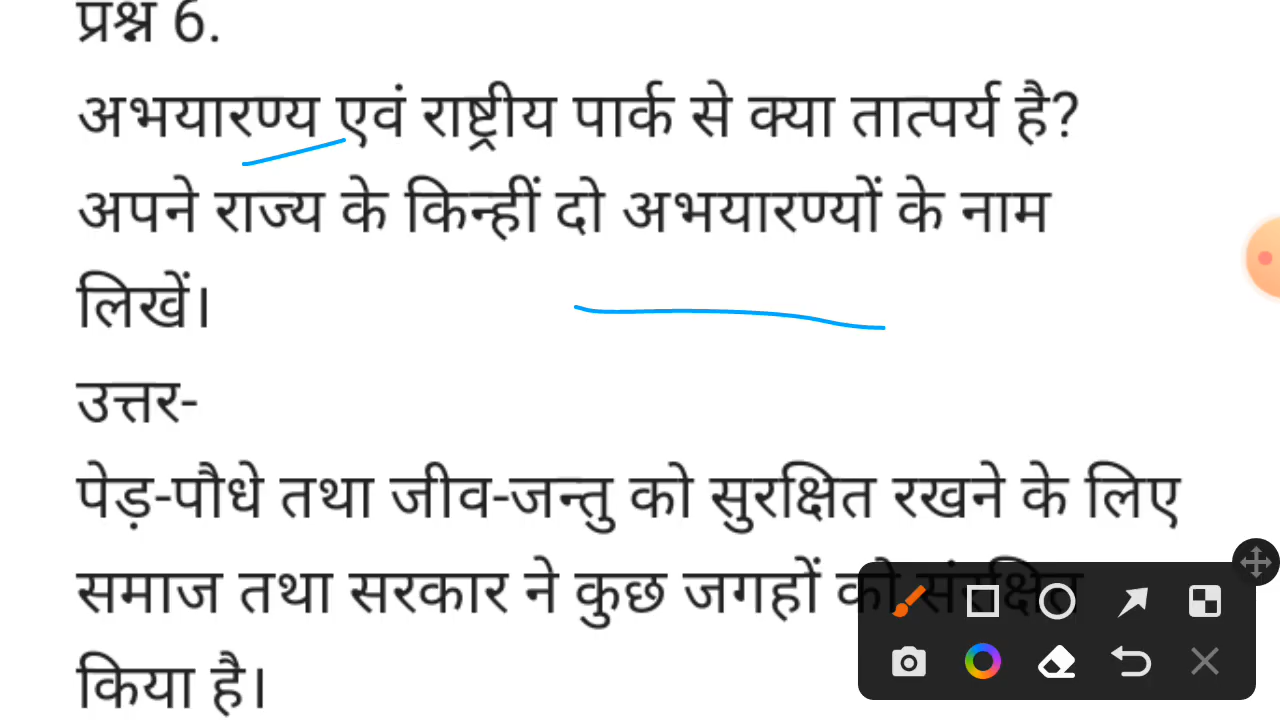 प्रश्न 6.
अभयारण्य एवं राष्ट्रीय पार्क से क्या तात्पर्य है?
अपने राज्य के किन्हीं दो अभयारण्यों के नाम
लिखें।
उत्तर-
पेड़-पौधे तथा जीव-जन्तु को सुरक्षित रखने के लिए
समाज तथा सरकार ने कुछ जगहों को संरक्षित
किया है।